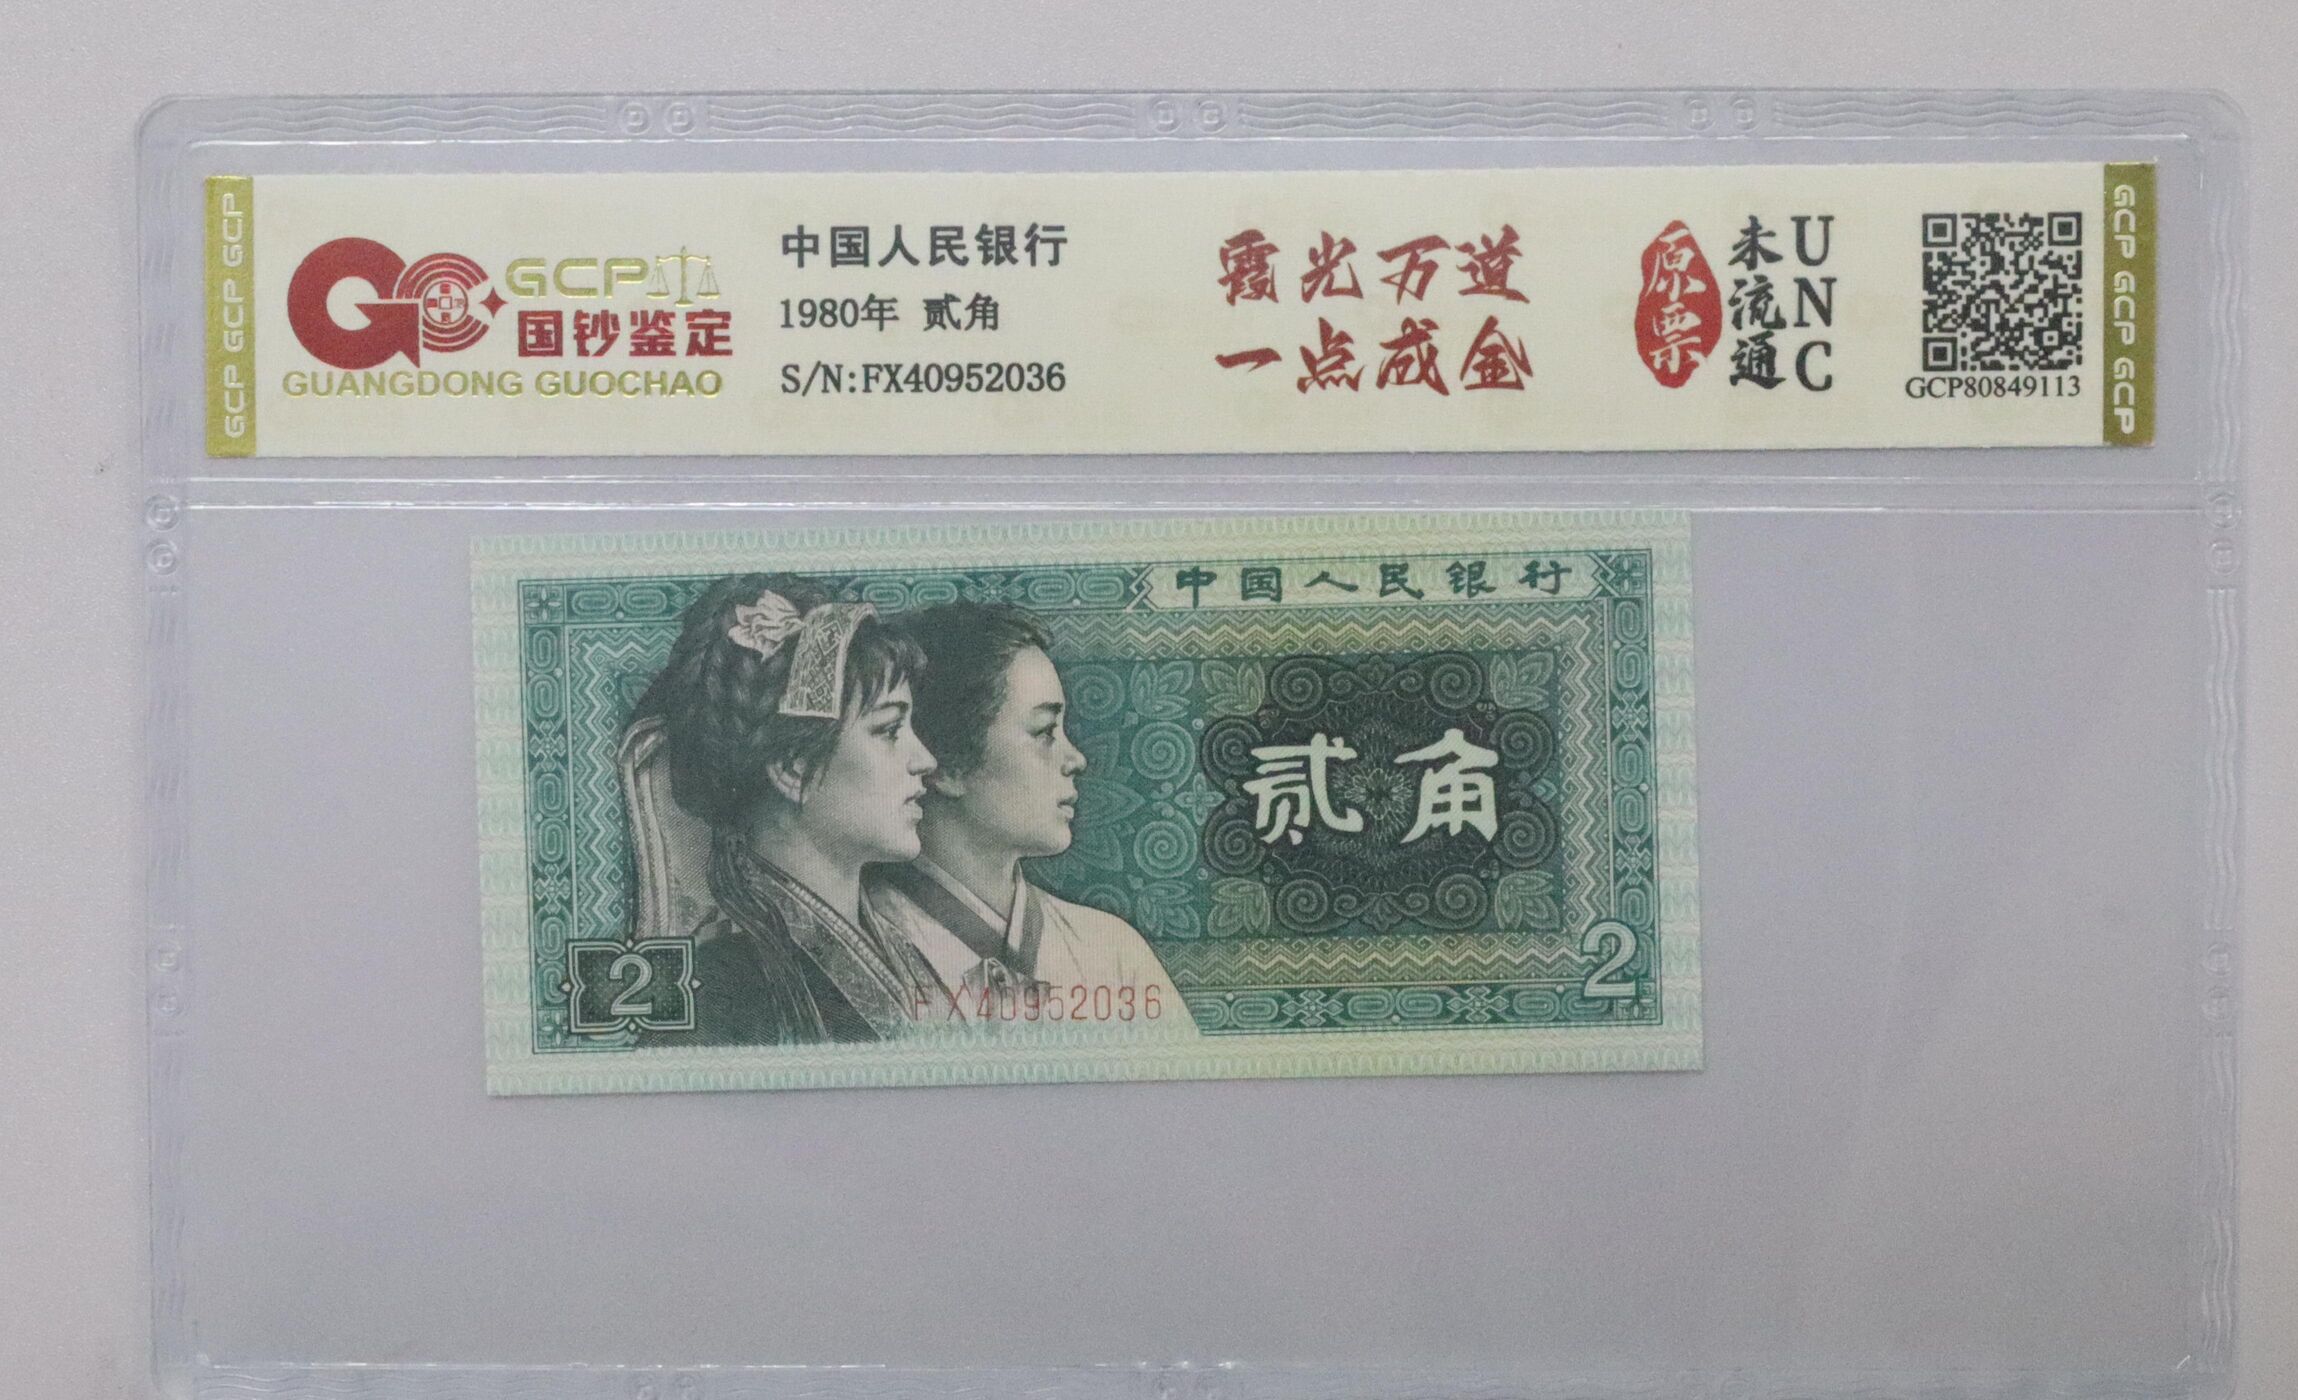 GCP GCP GCP
GCP
国钞鉴定
GUANGDONG GUOCHAO
中国人民银行
1980年 贰角
S/N:FX40952036
霞光万道
一点成金
原票
未流通
UNC
GCP80849113
GCP GCP GCP
中国人民银行
贰角
2
2
FX40952036